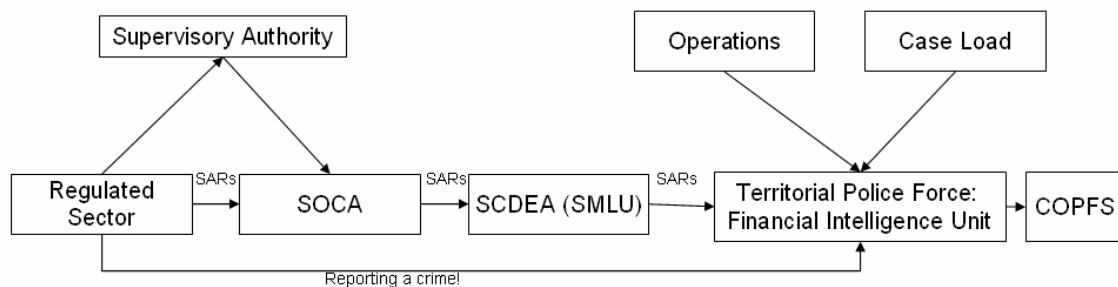 Supervisory Authority
Operations
Case Load
Regulated
Sector
SARs
SOCA
SARs
SCDEA (SMLU)
SARs
Territorial Police Force:
Financial Intelligence Unit
COPFS
Reporting a crime!